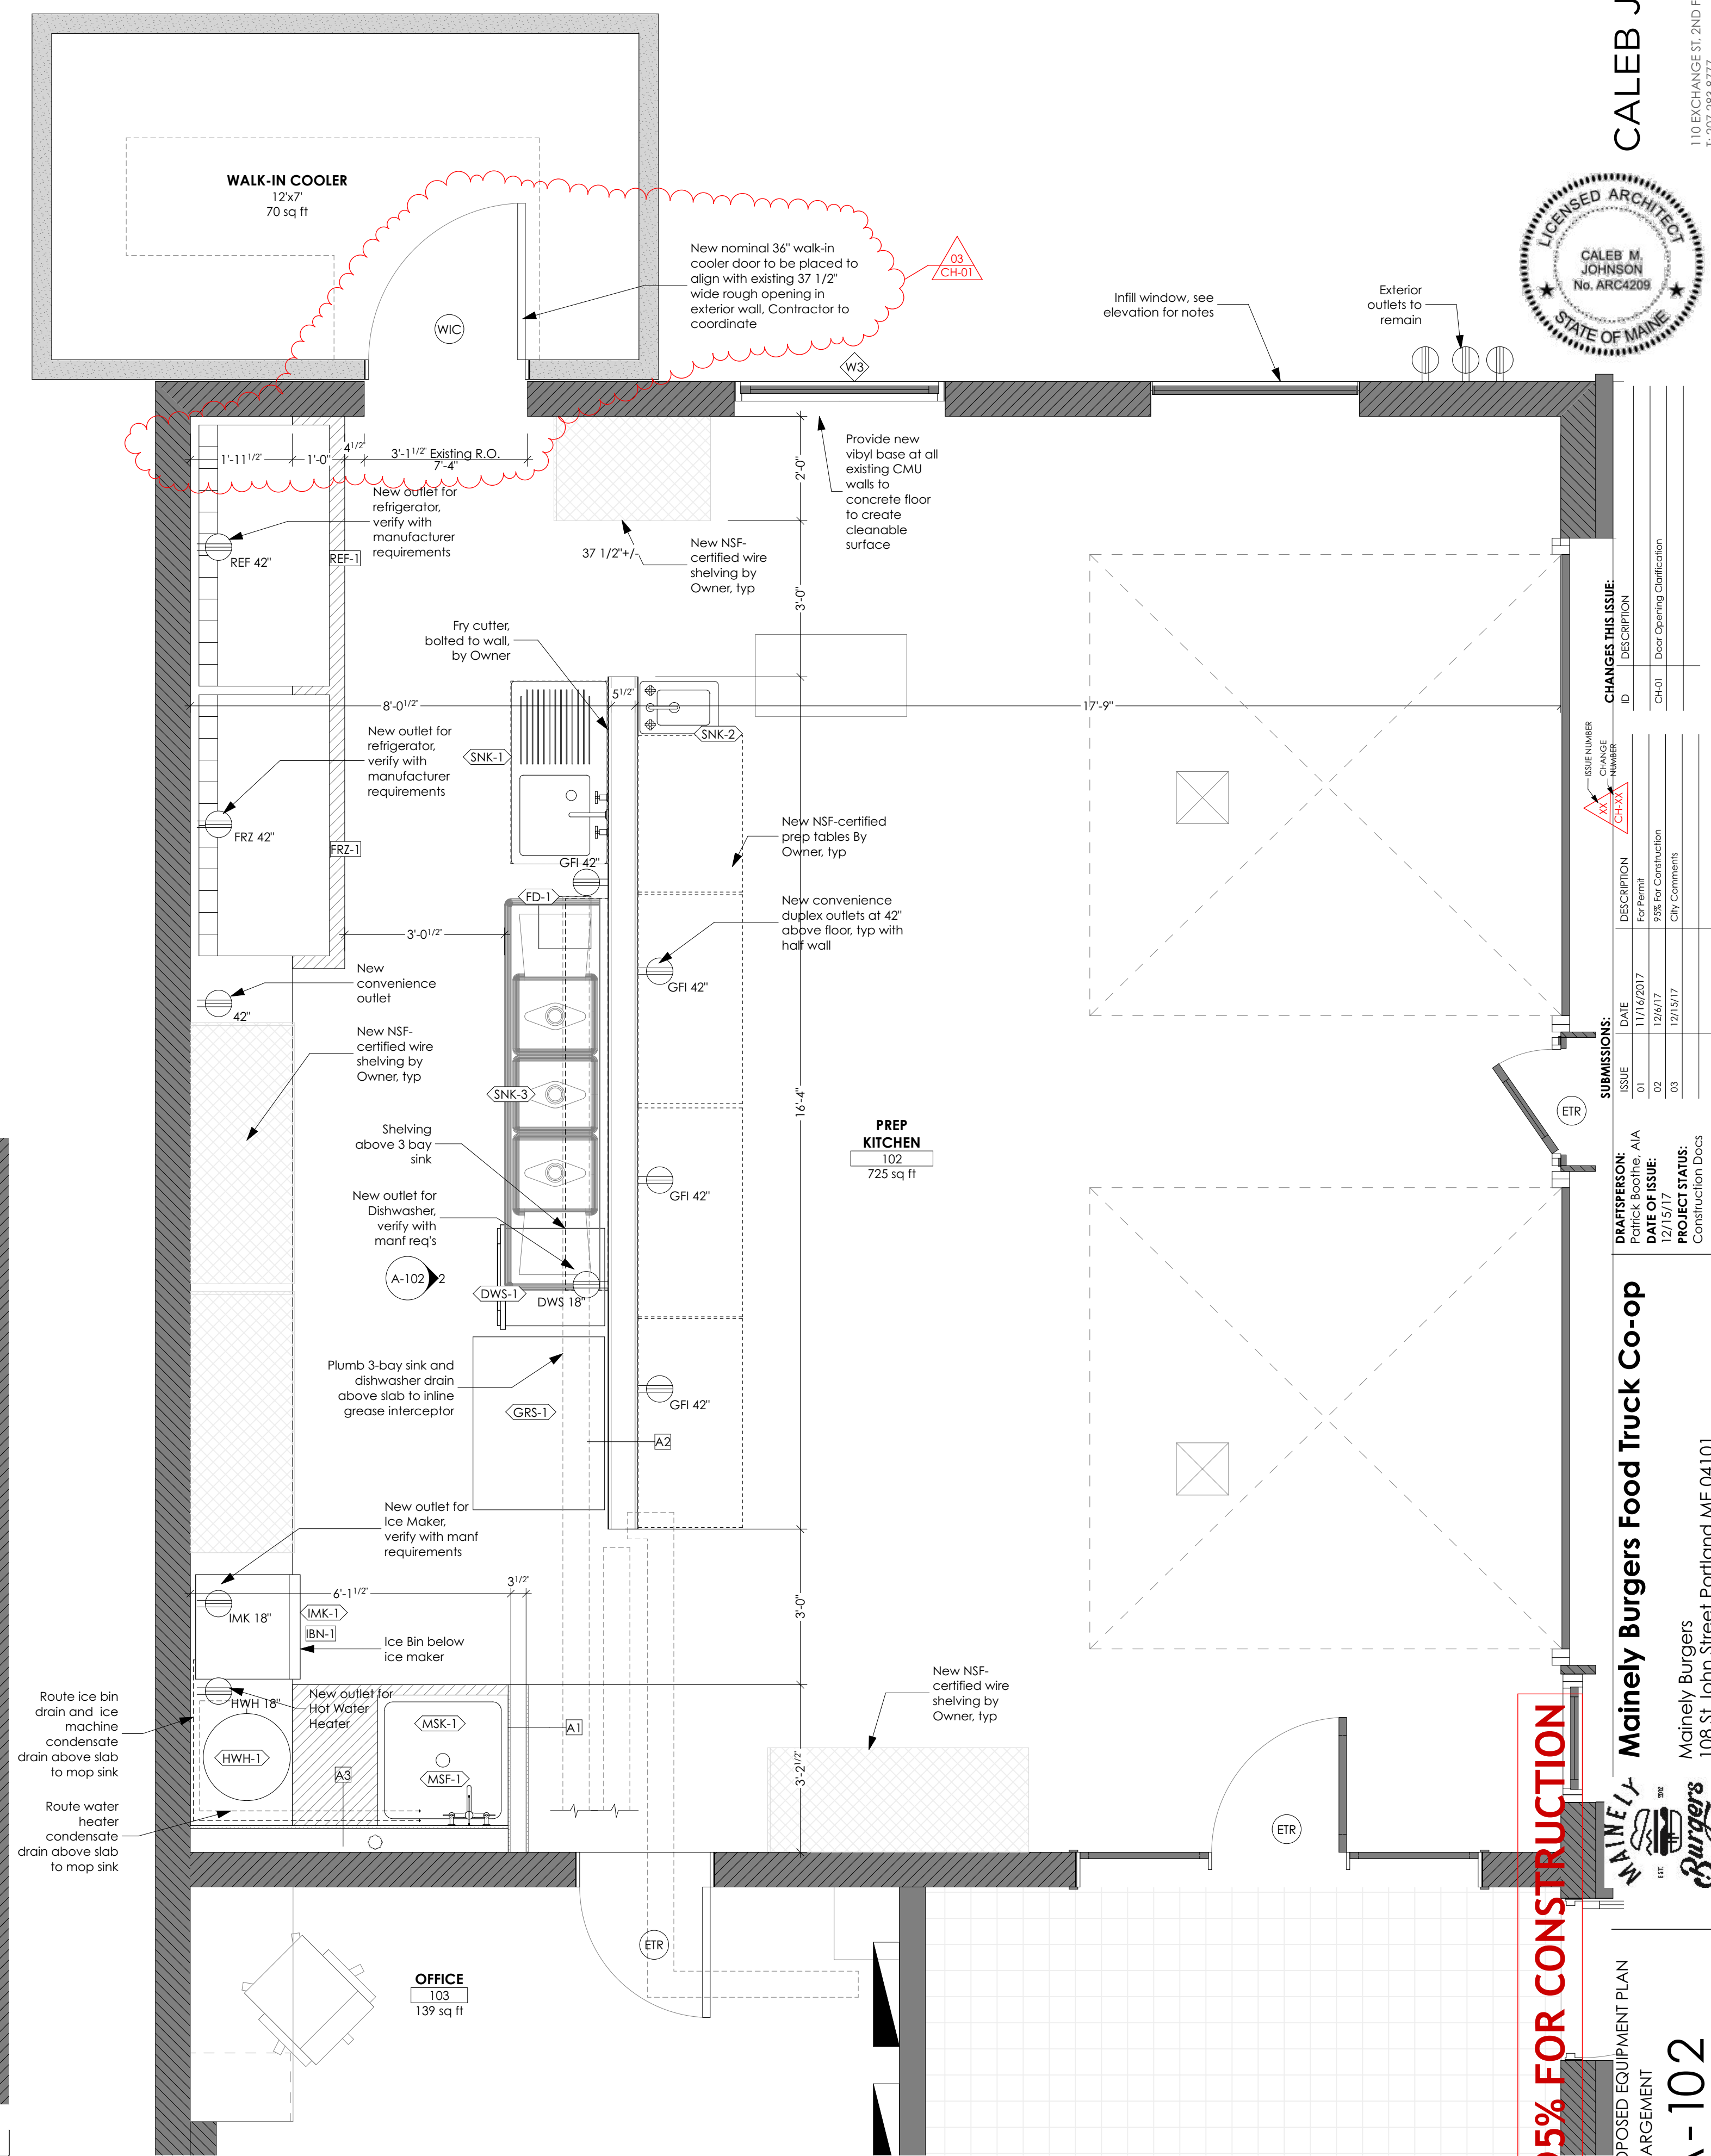 WALK-IN COOLER
12'x7'
70 sq ft
WIC
New nominal 36" walk-in
cooler door to be placed to
align with existing 37 1/2"
wide rough opening in
exterior wall, Contractor to
coordinate
03
CH-01
Infill window, see
elevation for notes
Exterior
outlets to
remain
W3
1'-11 1/2"
1'-0"
4 1/2"
3'-1 1/2" Existing R.O.
7'-4"
2'-0"
Provide new
vibyl base at all
existing CMU
walls to
concrete floor
to create
cleanable
surface
New outlet for
refrigerator,
verify with
manufacturer
requirements
REF 42"
REF-1
37 1/2"+/-
New NSF-
certified wire
shelving by
Owner, typ
3'-0"
Fry cutter,
bolted to wall,
by Owner
8'-0 1/2"
5 1/2"
17'-9"
SNK-1
SNK-2
New outlet for
refrigerator,
verify with
manufacturer
requirements
FRZ 42"
FRZ-1
New NSF-certified
prep tables By
Owner, typ
GFI 42"
FD-1
New convenience
duplex outlets at 42"
above floor, typ with
half wall
3'-0 1/2"
GFI 42"
New
convenience
outlet
42"
New NSF-
certified wire
shelving by
Owner, typ
SNK-3
16'-4"
PREP
KITCHEN
102
725 sq ft
ETR
Shelving
above 3 bay
sink
New outlet for
Dishwasher,
verify with
manf req's
GFI 42"
A-102
2
DWS-1
DWS 18"
Plumb 3-bay sink and
dishwasher drain
above slab to inline
grease interceptor
GRS-1
GFI 42"
A2
New outlet for
Ice Maker,
verify with manf
requirements
6'-1 1/2"
3 1/2"
3'-0"
IMK 18"
IMK-1
IBN-1
Ice Bin below
ice maker
New NSF-
certified wire
shelving by
Owner, typ
Route ice bin
drain and ice
machine
condensate
drain above slab
to mop sink
HWH 18"
New outlet for
Hot Water
Heater
MSK-1
A1
HWH-1
MSF-1
A3
3'-2 1/2"
Route water
heater
condensate
drain above slab
to mop sink
ETR
ETR
OFFICE
103
139 sq ft
CALEB J
110 EXCHANGE ST, 2ND F
T: 207.283.8777
LICENSED ARCHITECT
CALEB M.
JOHNSON
No. ARC4209
STATE OF MAINE
CHANGES THIS ISSUE:
ID DESCRIPTION
CH-01 Door Opening Clarification
XX
CH-XX
ISSUE NUMBER
CHANGE
NUMBER
SUBMISSIONS:
ISSUE DATE DESCRIPTION
01 11/16/2017 For Permit
02 12/6/17 95% For Construction
03 12/15/17 City Comments
DRAFTSPERSON:
Patrick Boothe, AIA
DATE OF ISSUE:
12/15/17
PROJECT STATUS:
Construction Docs
Mainely Burgers Food Truck Co-op
Mainely Burgers
108 St John Street Portland ME 04101
MAINELY
EST. 2012
Burgers
95% FOR CONSTRUCTION
OPOSED EQUIPMENT PLAN
ARGEMENT
A-102